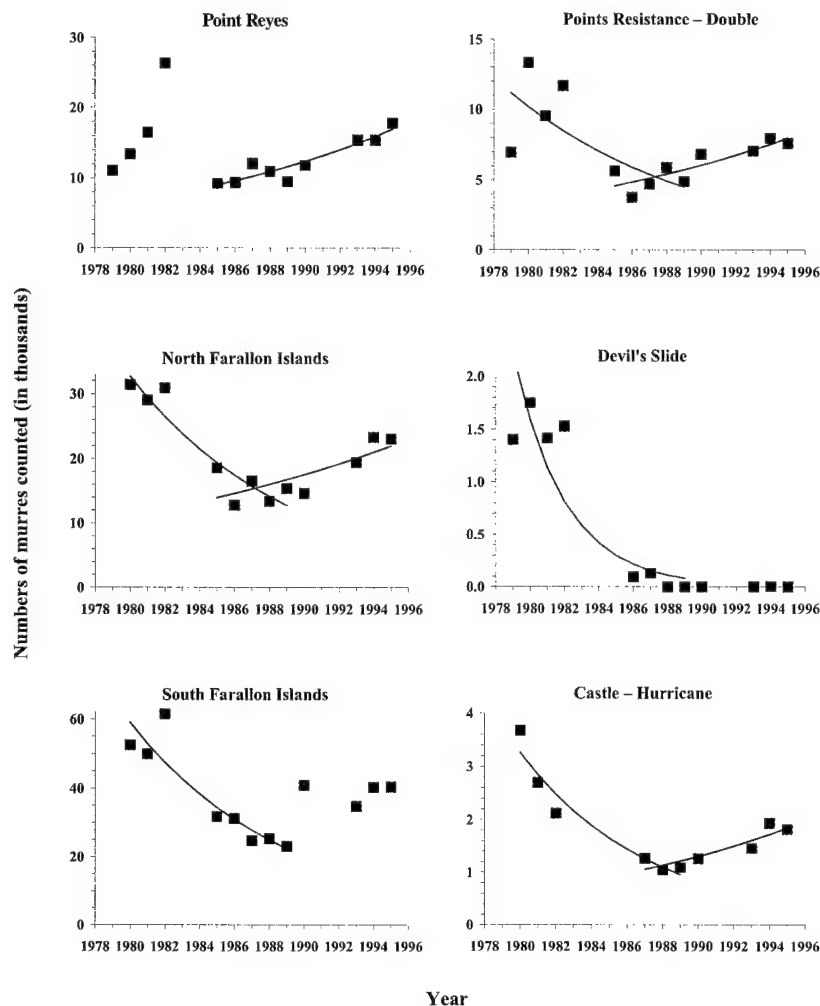 Numbers of murres counted (in thousands)
Point Reyes
30
20
10
0
1978 1980 1982 1984 1986 1988 1990 1992 1994 1996
Points Resistance – Double
15
10
5
0
1978 1980 1982 1984 1986 1988 1990 1992 1994 1996
North Farallon Islands
30
20
10
0
1978 1980 1982 1984 1986 1988 1990 1992 1994 1996
Devil's Slide
2.0
1.5
1.0
0.5
0.0
1978 1980 1982 1984 1986 1988 1990 1992 1994 1996
South Farallon Islands
60
40
20
0
1978 1980 1982 1984 1986 1988 1990 1992 1994 1996
Castle – Hurricane
4
3
2
1
0
1978 1980 1982 1984 1986 1988 1990 1992 1994 1996
Year